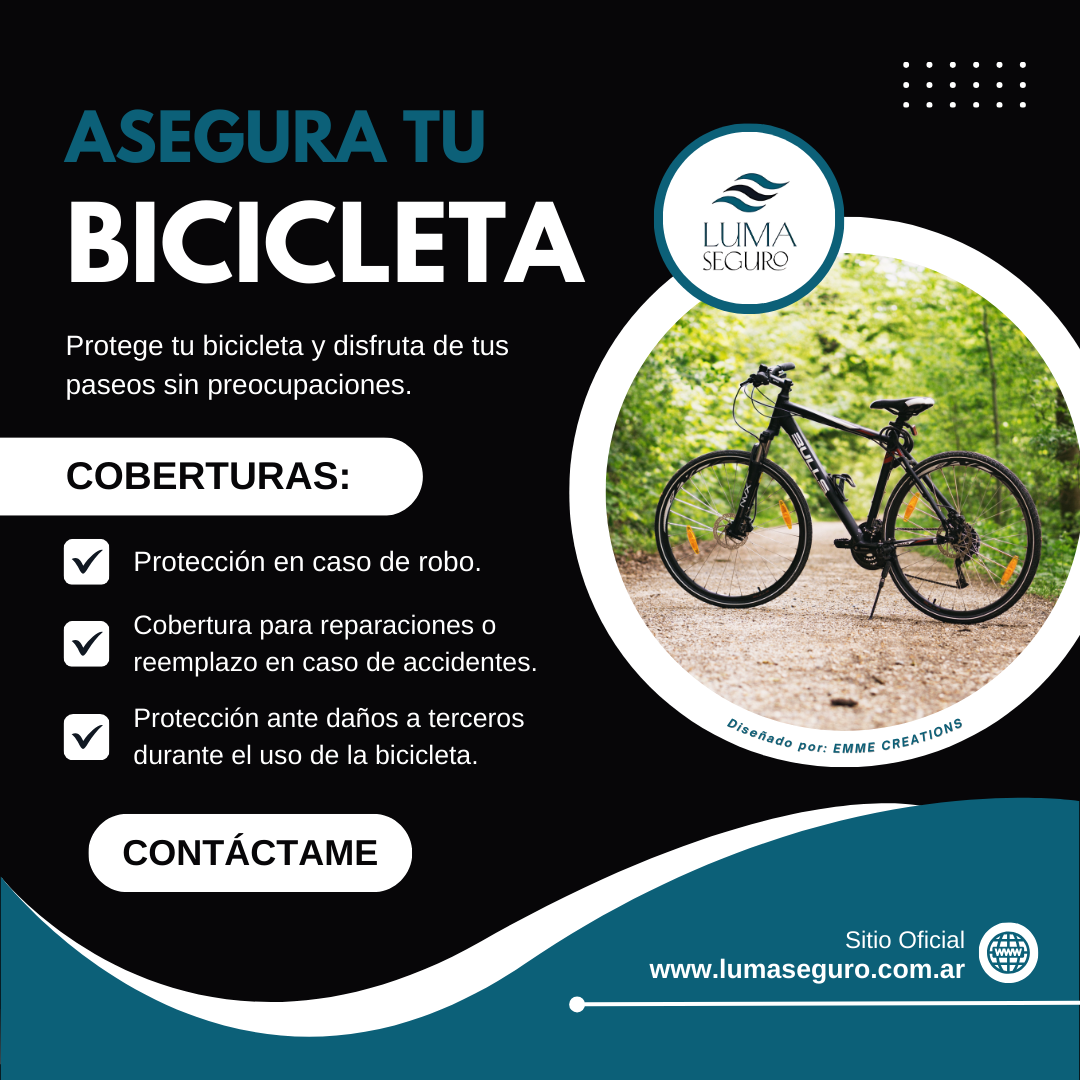 ASEGURA TU
BICICLETA
LUMA
SEGURO
Protege tu bicicleta y disfruta de tus
paseos sin preocupaciones.
COBERTURAS:
Protección en caso de robo.
Cobertura para reparaciones o
reemplazo en caso de accidentes.
Protección ante daños a terceros
durante el uso de la bicicleta.
BULLS
Diseñado por: EMME CREATIONS
CONTÁCTAME
Sitio Oficial
www.lumaseguro.com.ar
WWW